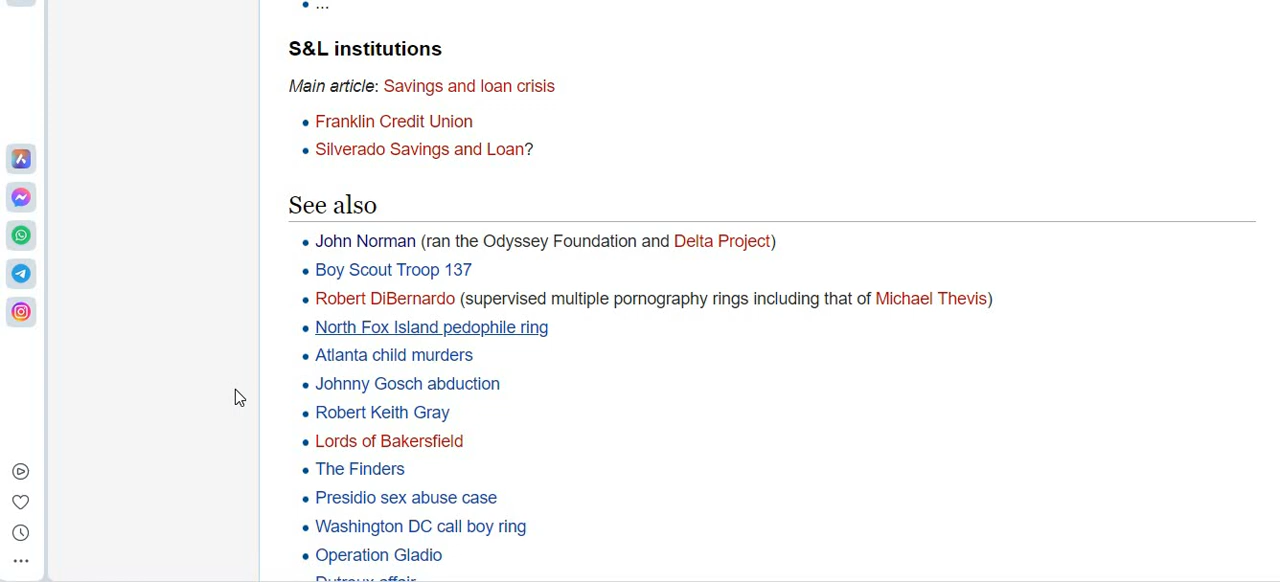 ...
S&L institutions
Main article: Savings and loan crisis
Franklin Credit Union
Silverado Savings and Loan?
See also
John Norman (ran the Odyssey Foundation and Delta Project)
Boy Scout Troop 137
Robert DiBernardo (supervised multiple pornography rings including that of Michael Thevis)
North Fox Island pedophile ring
Atlanta child murders
Johnny Gosch abduction
Robert Keith Gray
Lords of Bakersfield
The Finders
Presidio sex abuse case
Washington DC call boy ring
Operation Gladio
Dutroux affair